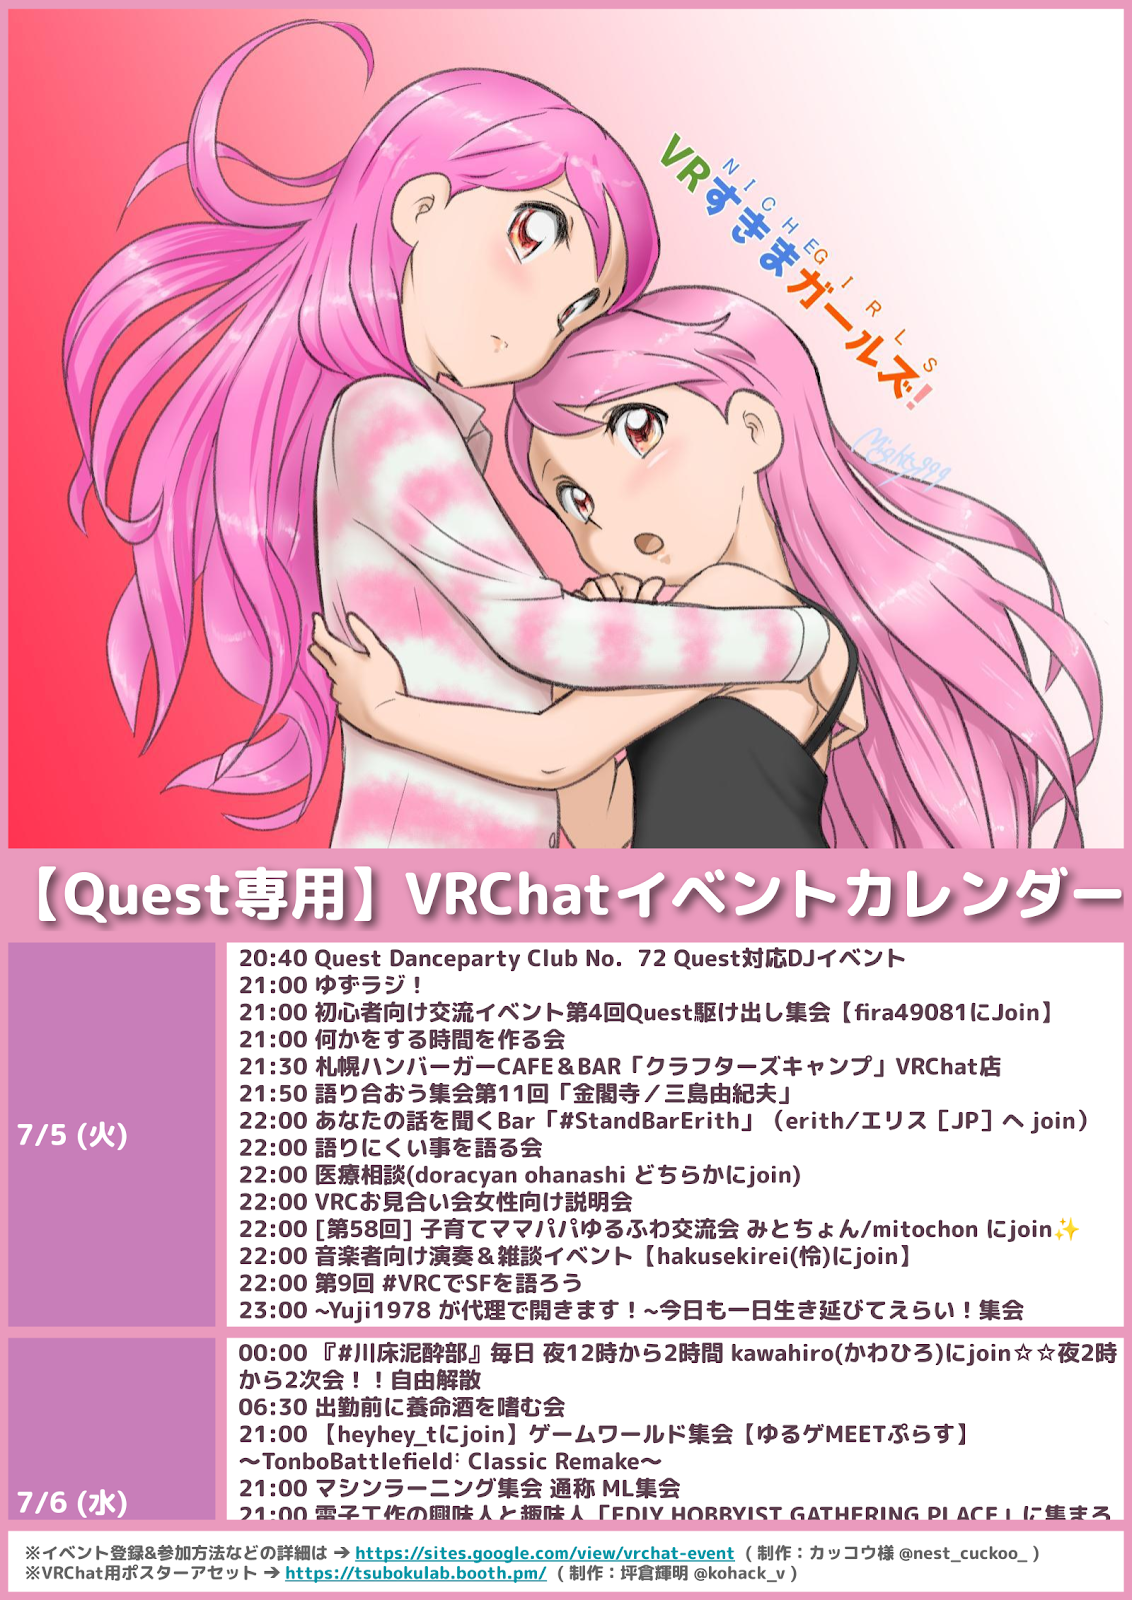 NICHE GIRLS
VRすきまガールズ!
Mighty999
【Quest専用】VRChatイベントカレンダー
7/5 (火)
20:40 Quest Danceparty Club No．72 Quest対応DJイベント
21:00 ゆずラジ！
21:00 初心者向け交流イベント第4回Quest駆け出し集会【fira49081にJoin】
21:00 何かをする時間を作る会
21:30 札幌ハンバーガーCAFE＆BAR「クラフターズキャンプ」VRChat店
21:50 語り合おう集会第11回「金閣寺／三島由紀夫」
22:00 あなたの話を聞くBar「#StandBarErith」（erith/エリス［JP］へ join）
22:00 語りにくい事を語る会
22:00 医療相談(doracyan ohanashi どちらかにjoin)
22:00 VRCお見合い会女性向け説明会
22:00 [第58回] 子育てママパパゆるふわ交流会 みとちょん/mitochon にjoin✨
22:00 音楽者向け演奏＆雑談イベント【hakusekirei(怜)にjoin】
22:00 第9回 #VRCでSFを語ろう
23:00 ~Yuji1978 が代理で開きます！~今日も一日生き延びてえらい！集会
7/6 (水)
00:00 『#川床泥酔部』毎日 夜12時から2時間 kawahiro(かわひろ)にjoin☆☆夜2時
から2次会！！自由解散
06:30 出勤前に養命酒を嗜む会
21:00 【heyhey_tにjoin】ゲームワールド集会【ゆるゲMEETぷらす】
～TonboBattlefield: Classic Remake～
21:00 マシンラーニング集会 通称 ML集会
21:00 電子工作の興味人と趣味人「EDIY HOBBYIST GATHERING PLACE」に集まろ
※イベント登録&参加方法などの詳細は ➔ https://sites.google.com/view/vrchat-event （ 制作：カッコウ様 @nest_cuckoo_ ）
※VRChat用ポスターアセット ➔ https://tsubokulab.booth.pm/ （ 制作：坪倉輝明 @kohack_v ）